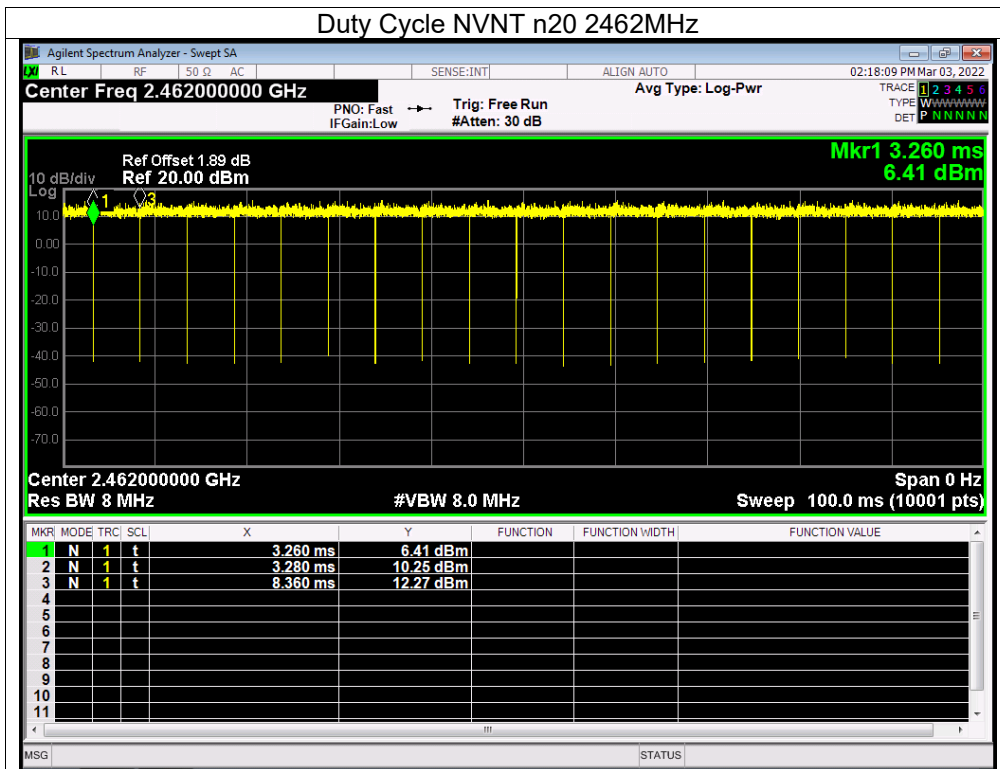 Duty Cycle NVNT n20 2462MHz
Agilent Spectrum Analyzer - Swept SA
LXI RL RF 50 Ω AC SENSE:INT ALIGN AUTO 02:18:09 PM Mar 03, 2022
Center Freq 2.462000000 GHz
PNO: Fast
IFGain:Low
Trig: Free Run
#Atten: 30 dB
Avg Type: Log-Pwr
TRACE 1 2 3 4 5 6
TYPE WWWWWW
DET P N N N N N
Mkr1 3.260 ms
6.41 dBm
Ref Offset 1.89 dB
10 dB/div Ref 20.00 dBm
Log
1
3
10.0
0.00
-10.0
-20.0
-30.0
-40.0
-50.0
-60.0
-70.0
Center 2.462000000 GHz Span 0 Hz
Res BW 8 MHz #VBW 8.0 MHz Sweep 100.0 ms (10001 pts)
MKR MODE TRC SCL X Y FUNCTION FUNCTION WIDTH FUNCTION VALUE
1 N 1 t 3.260 ms 6.41 dBm
2 N 1 t 3.280 ms 10.25 dBm
3 N 1 t 8.360 ms 12.27 dBm
4
5
6
7
8
9
10
11
MSG STATUS